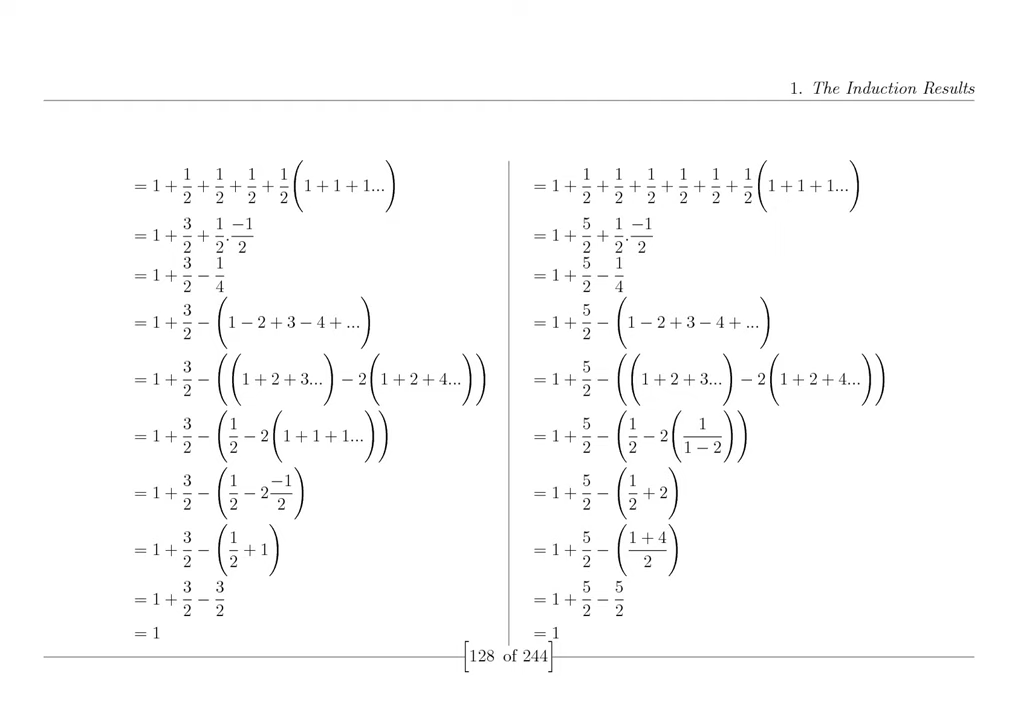 1. The Induction Results
= 1 + 1/2 + 1/2 + 1/2 + 1/2 (1 + 1 + 1...)
= 1 + 3/2 + 1/2 . −1/2
= 1 + 3/2 − 1/4
= 1 + 3/2 − (1 − 2 + 3 − 4 + ...)
= 1 + 3/2 − ((1 + 2 + 3...) − 2(1 + 2 + 4...))
= 1 + 3/2 − (1/2 − 2(1 + 1 + 1...))
= 1 + 3/2 − (1/2 − 2 −1/2)
= 1 + 3/2 − (1/2 + 1)
= 1 + 3/2 − 3/2
= 1
= 1 + 1/2 + 1/2 + 1/2 + 1/2 + 1/2 + 1/2 (1 + 1 + 1...)
= 1 + 5/2 + 1/2 . −1/2
= 1 + 5/2 − 1/4
= 1 + 5/2 − (1 − 2 + 3 − 4 + ...)
= 1 + 5/2 − ((1 + 2 + 3...) − 2(1 + 2 + 4...))
= 1 + 5/2 − (1/2 − 2(1/(1 − 2)))
= 1 + 5/2 − (1/2 + 2)
= 1 + 5/2 − ((1 + 4)/2)
= 1 + 5/2 − 5/2
= 1
[128 of 244]